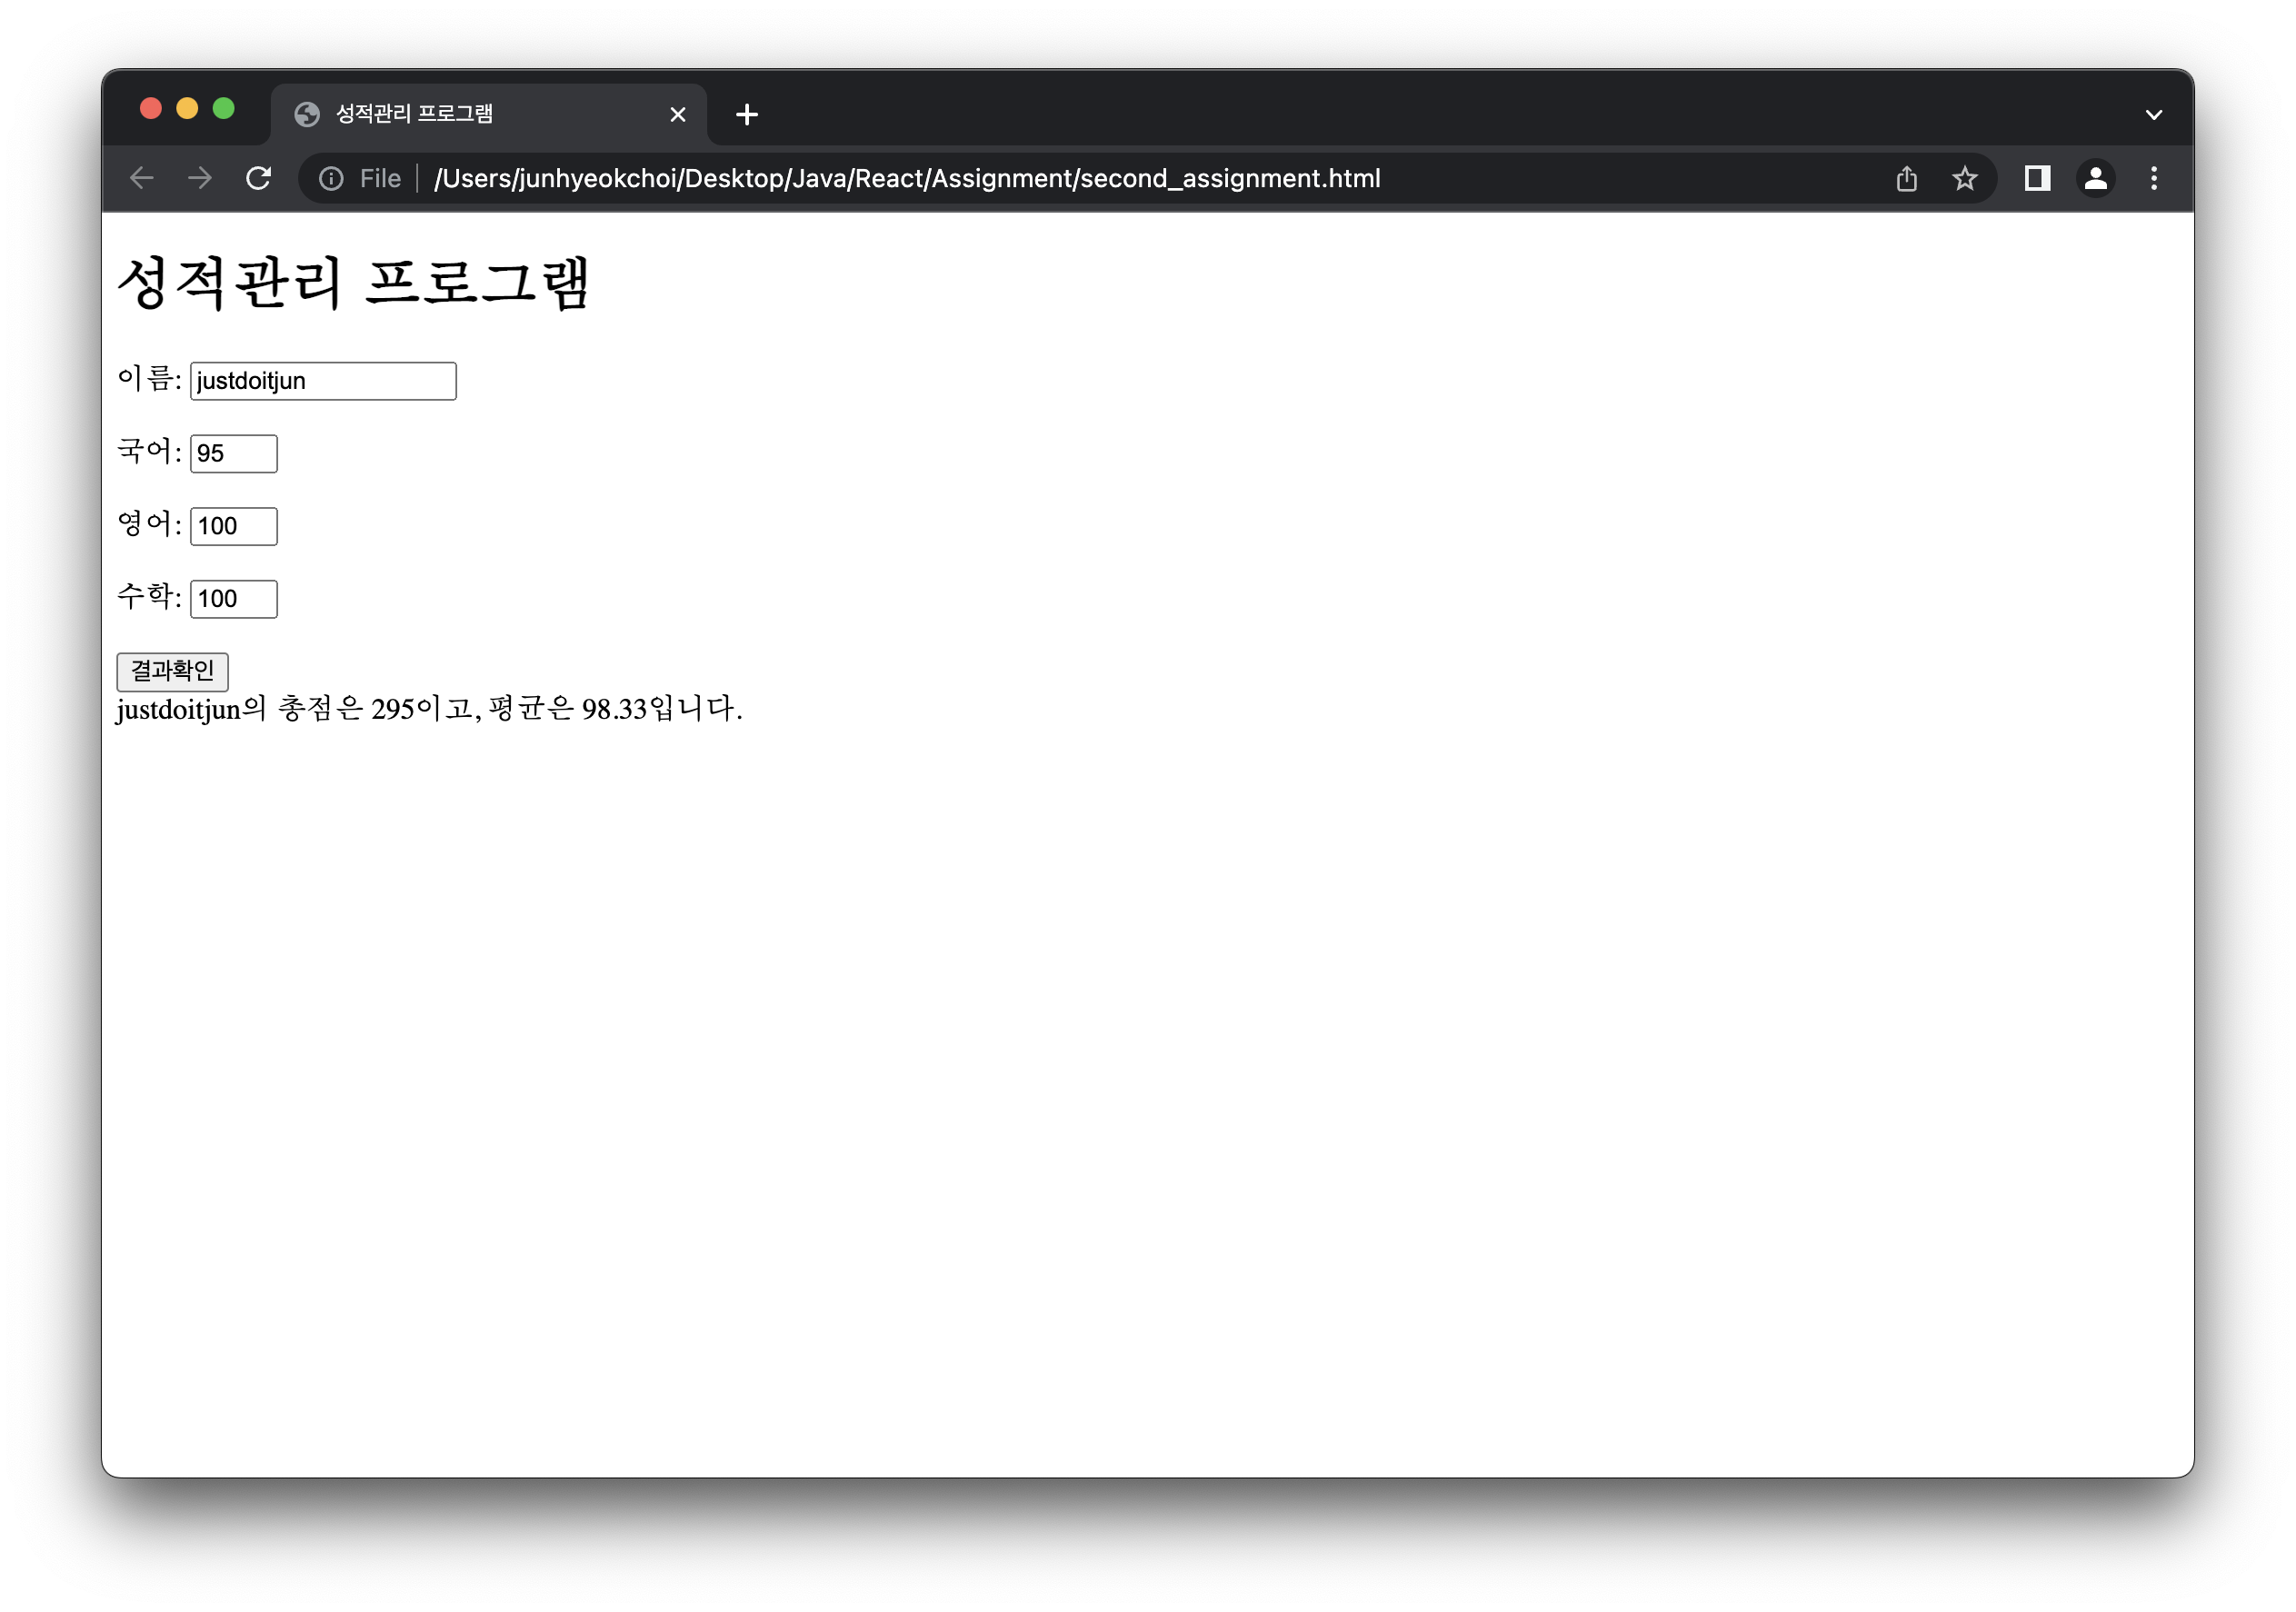 성적관리 프로그램
File /Users/junhyeokchoi/Desktop/Java/React/Assignment/second_assignment.html
성적관리 프로그램
이름: justdoitjun
국어: 95
영어: 100
수학: 100
결과확인
justdoitjun의 총점은 295이고, 평균은 98.33입니다.